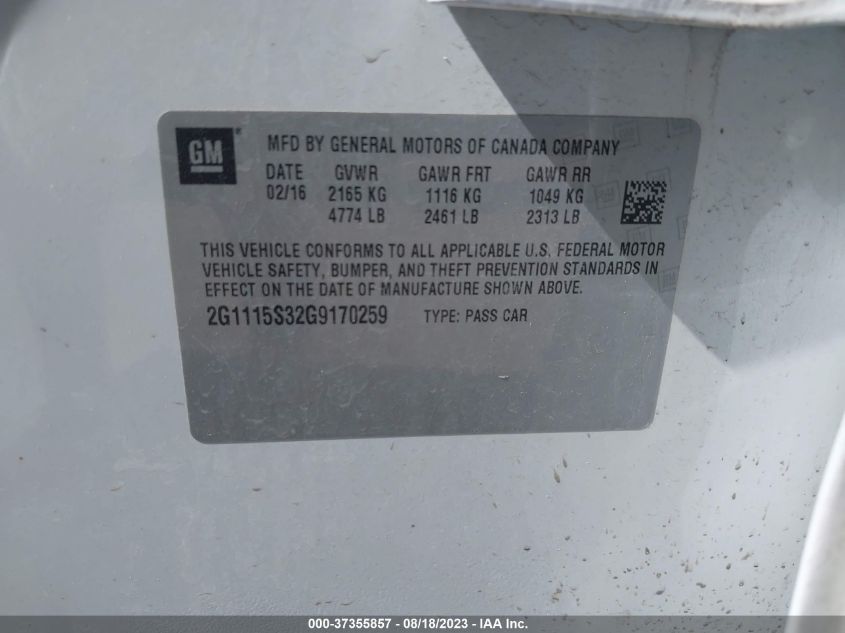 GM ® MFD BY GENERAL MOTORS OF CANADA COMPANY
DATE GVWR GAWR FRT GAWR RR
02/16 2165 KG 1116 KG 1049 KG
4774 LB 2461 LB 2313 LB
THIS VEHICLE CONFORMS TO ALL APPLICABLE U.S. FEDERAL MOTOR
VEHICLE SAFETY, BUMPER, AND THEFT PREVENTION STANDARDS IN
EFFECT ON THE DATE OF MANUFACTURE SHOWN ABOVE.
2G1115S32G9170259 TYPE: PASS CAR
000-37355857 - 08/18/2023 - IAA Inc.